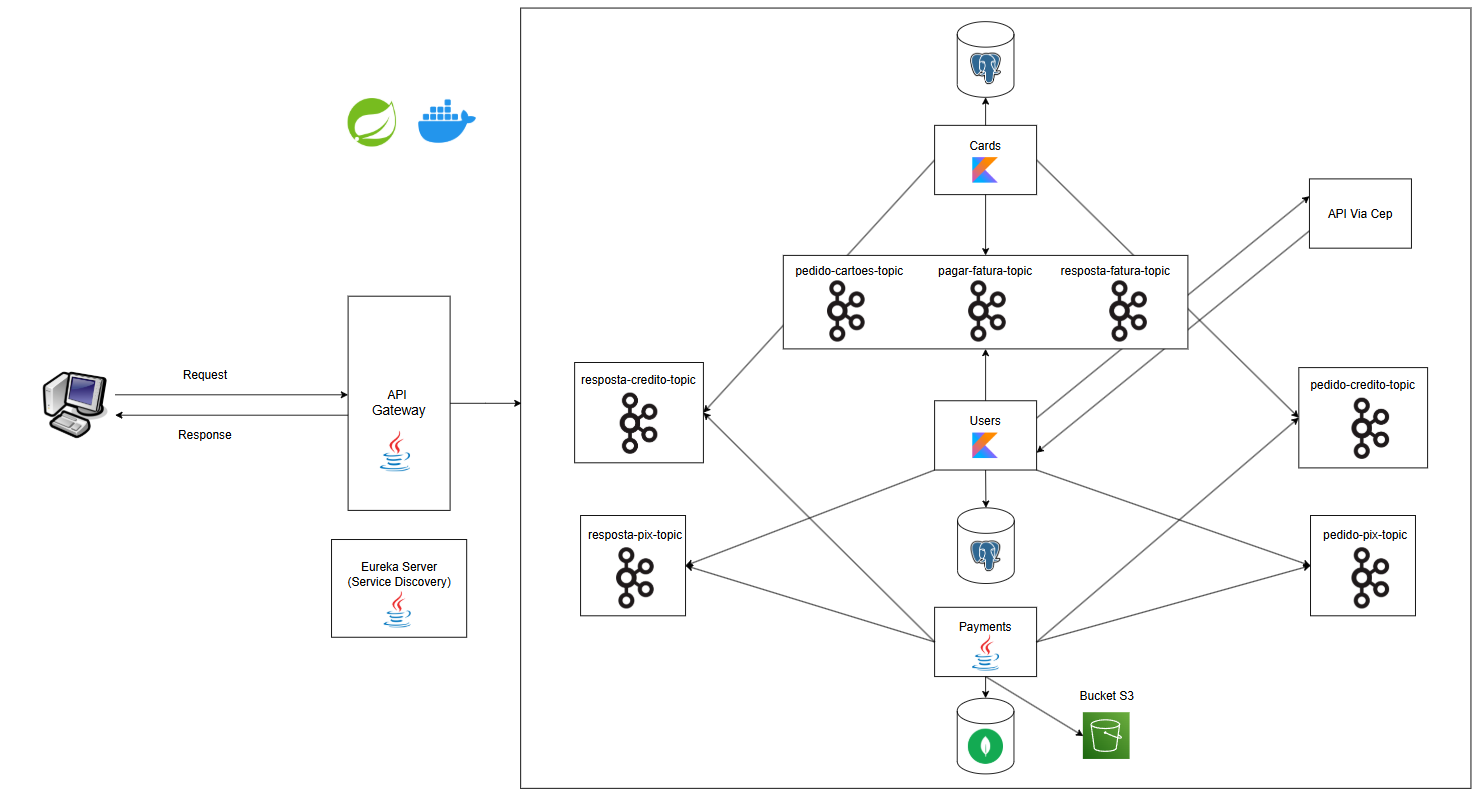 Cards
API Via Cep
pedido-cartoes-topic
pagar-fatura-topic
resposta-fatura-topic
Request
Response
API
Gateway
resposta-credito-topic
pedido-credito-topic
Users
resposta-pix-topic
pedido-pix-topic
Eureka Server
(Service Discovery)
Payments
Bucket S3